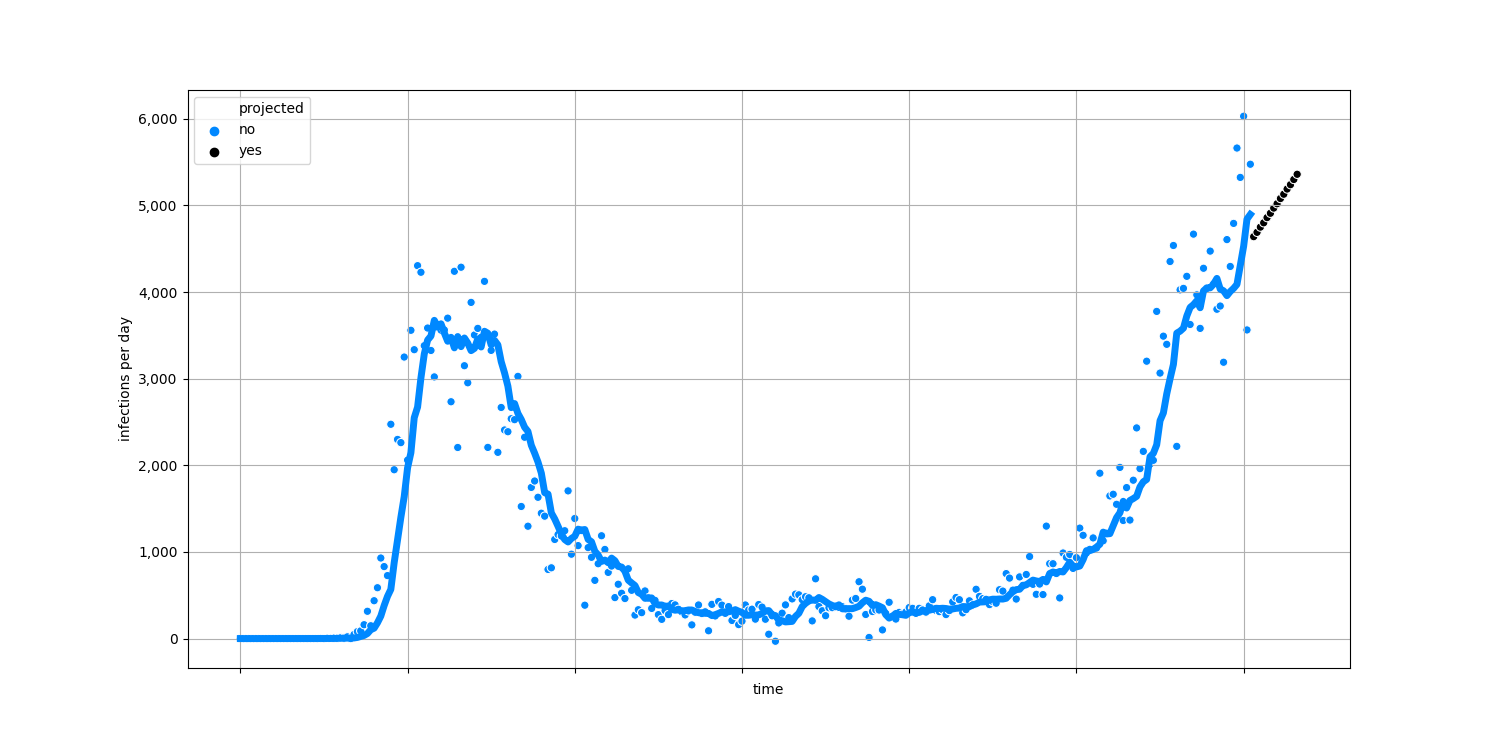 projected
no
yes
6,000
5,000
4,000
3,000
2,000
1,000
0
infections per day
time